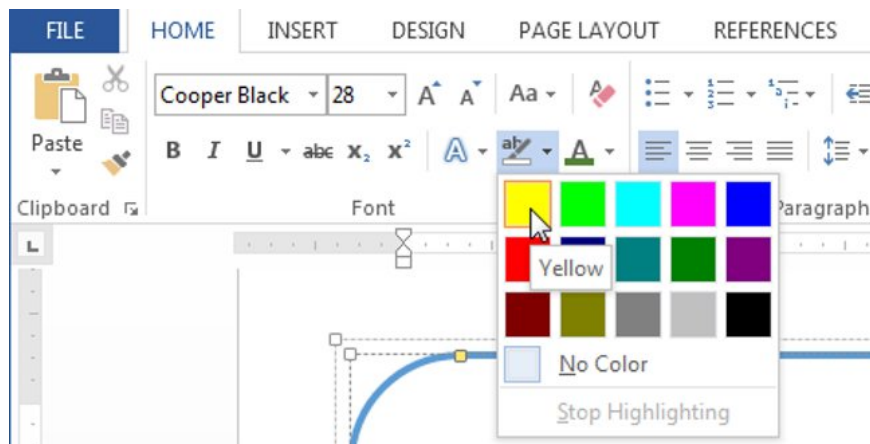 FILE HOME INSERT DESIGN PAGE LAYOUT REFERENCES
Cooper Black 28 A A Aa
Paste
B I U abc X₂ X² A ab A
Clipboard Font Paragraph
L
Yellow
No Color
Stop Highlighting